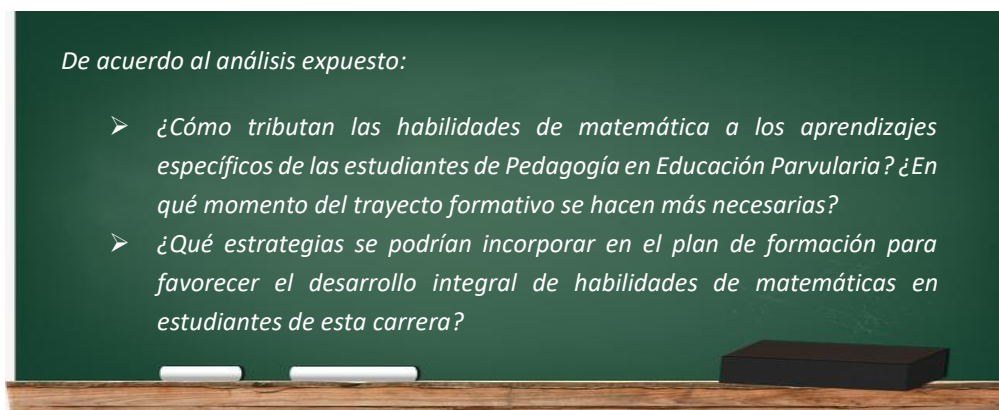 De acuerdo al análisis expuesto:
➢ ¿Cómo tributan las habilidades de matemática a los aprendizajes
específicos de las estudiantes de Pedagogía en Educación Parvularia? ¿En
qué momento del trayecto formativo se hacen más necesarias?
➢ ¿Qué estrategias se podrían incorporar en el plan de formación para
favorecer el desarrollo integral de habilidades de matemáticas en
estudiantes de esta carrera?